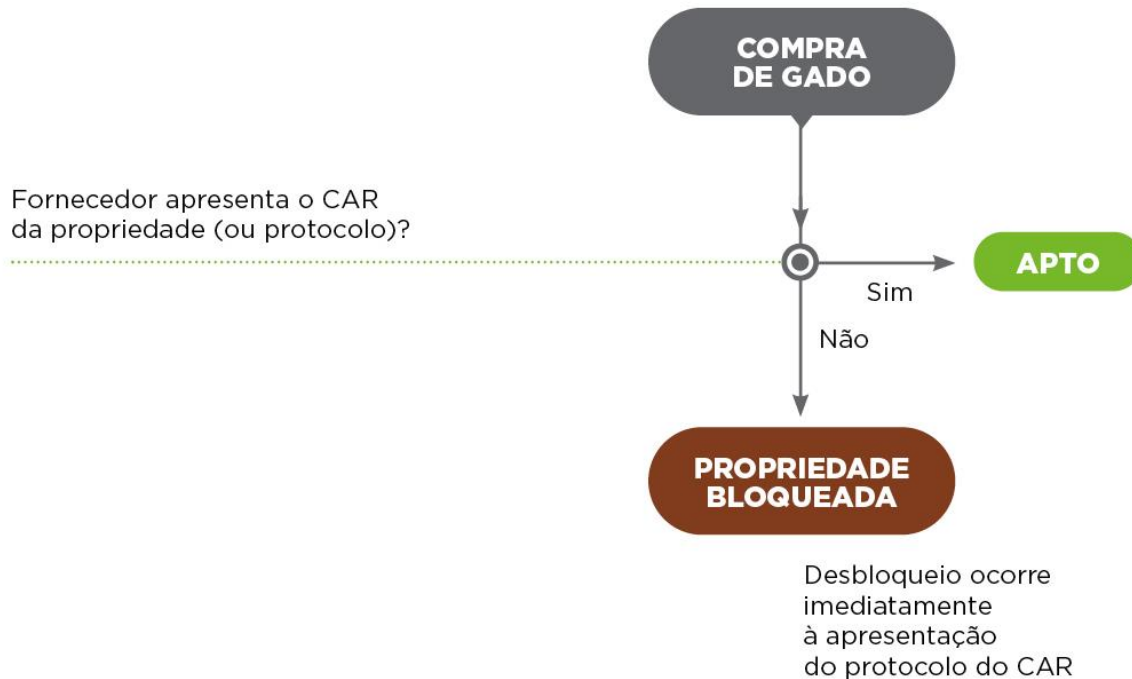 COMPRA
DE GADO
Fornecedor apresenta o CAR
da propriedade (ou protocolo)?
APTO
Sim
Não
PROPRIEDADE
BLOQUEADA
Desbloqueio ocorre
imediatamente
à apresentação
do protocolo do CAR